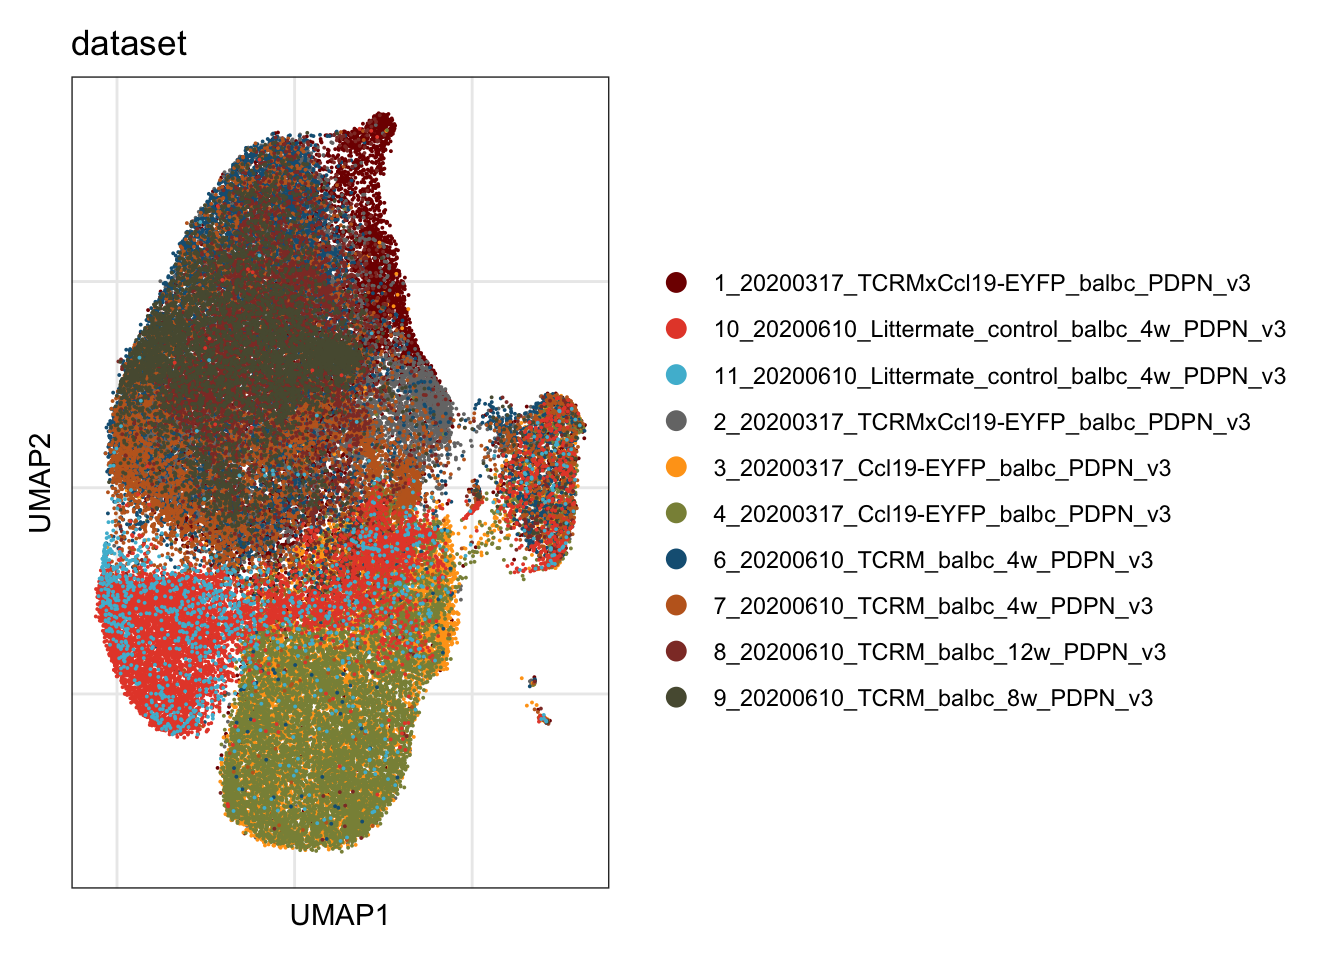 dataset
UMAP2
UMAP1
1_20200317_TCRMxCcl19-EYFP_balbc_PDPN_v3
10_20200610_Littermate_control_balbc_4w_PDPN_v3
11_20200610_Littermate_control_balbc_4w_PDPN_v3
2_20200317_TCRMxCcl19-EYFP_balbc_PDPN_v3
3_20200317_Ccl19-EYFP_balbc_PDPN_v3
4_20200317_Ccl19-EYFP_balbc_PDPN_v3
6_20200610_TCRM_balbc_4w_PDPN_v3
7_20200610_TCRM_balbc_4w_PDPN_v3
8_20200610_TCRM_balbc_12w_PDPN_v3
9_20200610_TCRM_balbc_8w_PDPN_v3